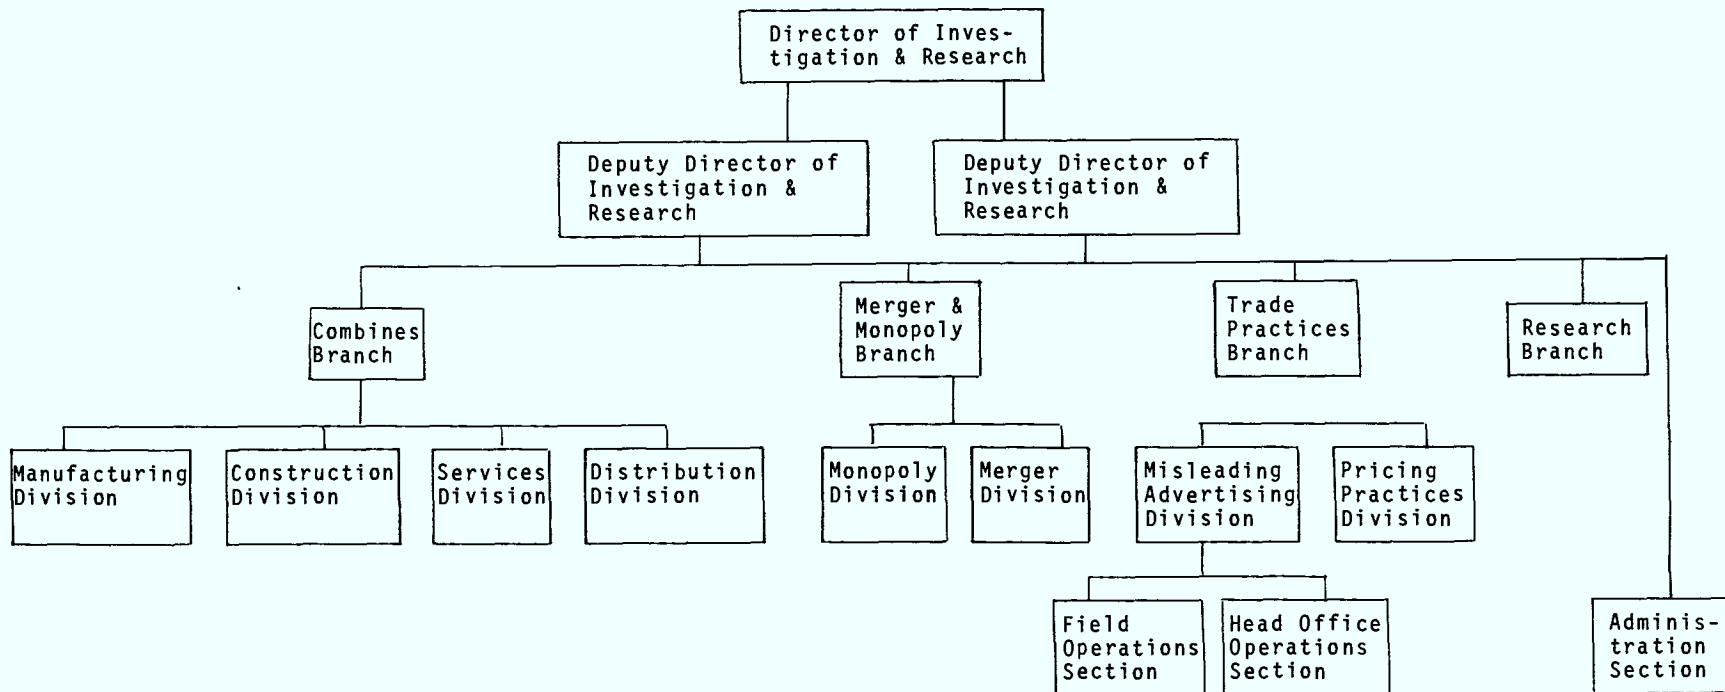 Director of Inves-
tigation & Research
Deputy Director of
Investigation &
Research
Deputy Director of
Investigation &
Research
Combines
Branch
Merger &
Monopoly
Branch
Trade
Practices
Branch
Research
Branch
Manufacturing
Division
Construction
Division
Services
Division
Distribution
Division
Monopoly
Division
Merger
Division
Misleading
Advertising
Division
Pricing
Practices
Division
Field
Operations
Section
Head Office
Operations
Section
Adminis-
tration
Section